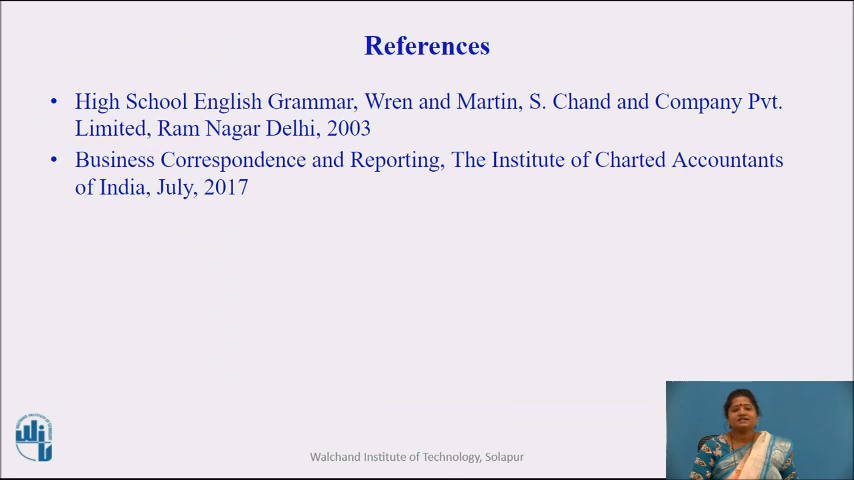 References
• High School English Grammar, Wren and Martin, S. Chand and Company Pvt.
Limited, Ram Nagar Delhi, 2003
• Business Correspondence and Reporting, The Institute of Charted Accountants
of India, July, 2017
Walchand Institute of Technology, Solapur